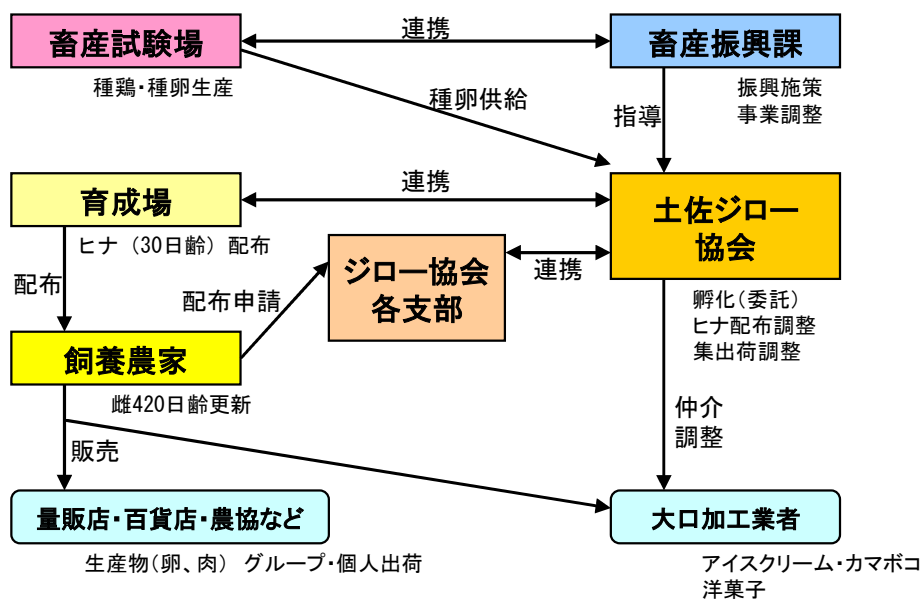 畜産試験場
連携
畜産振興課
種鶏・種卵生産
種卵供給
指導
振興施策
事業調整
育成場
連携
土佐ジロー
協会
ヒナ（30日齢）配布
ジロー協会
各支部
連携
配布
配布申請
孵化（委託）
ヒナ配布調整
集出荷調整
飼養農家
雌420日齢更新
仲介
調整
販売
量販店・百貨店・農協など
大口加工業者
生産物（卵、肉） グループ・個人出荷
アイスクリーム・カマボコ
洋菓子